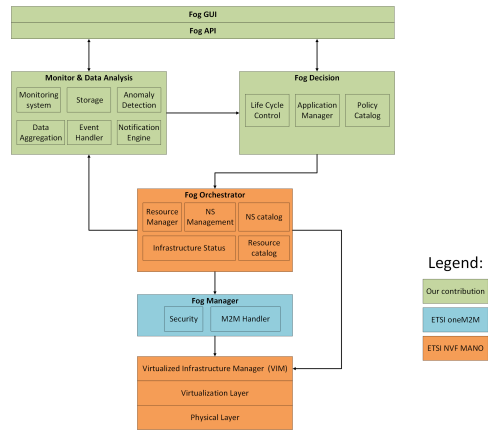 Fog GUI
Fog API
Monitor & Data Analysis
Monitoring
system
Storage
Anomaly
Detection
Data
Aggregation
Event
Handler
Notification
Engine
Fog Decision
Life Cycle
Control
Application
Manager
Policy
Catalog
Fog Orchestrator
Resource
Manager
NS
Management
NS catalog
Infrastructure Status
Resource
catalog
Fog Manager
Security
M2M Handler
Virtualized Infrastructure Manager (VIM)
Virtualization Layer
Physical Layer
Legend:
Our contribution
ETSI oneM2M
ETSI NVF MANO